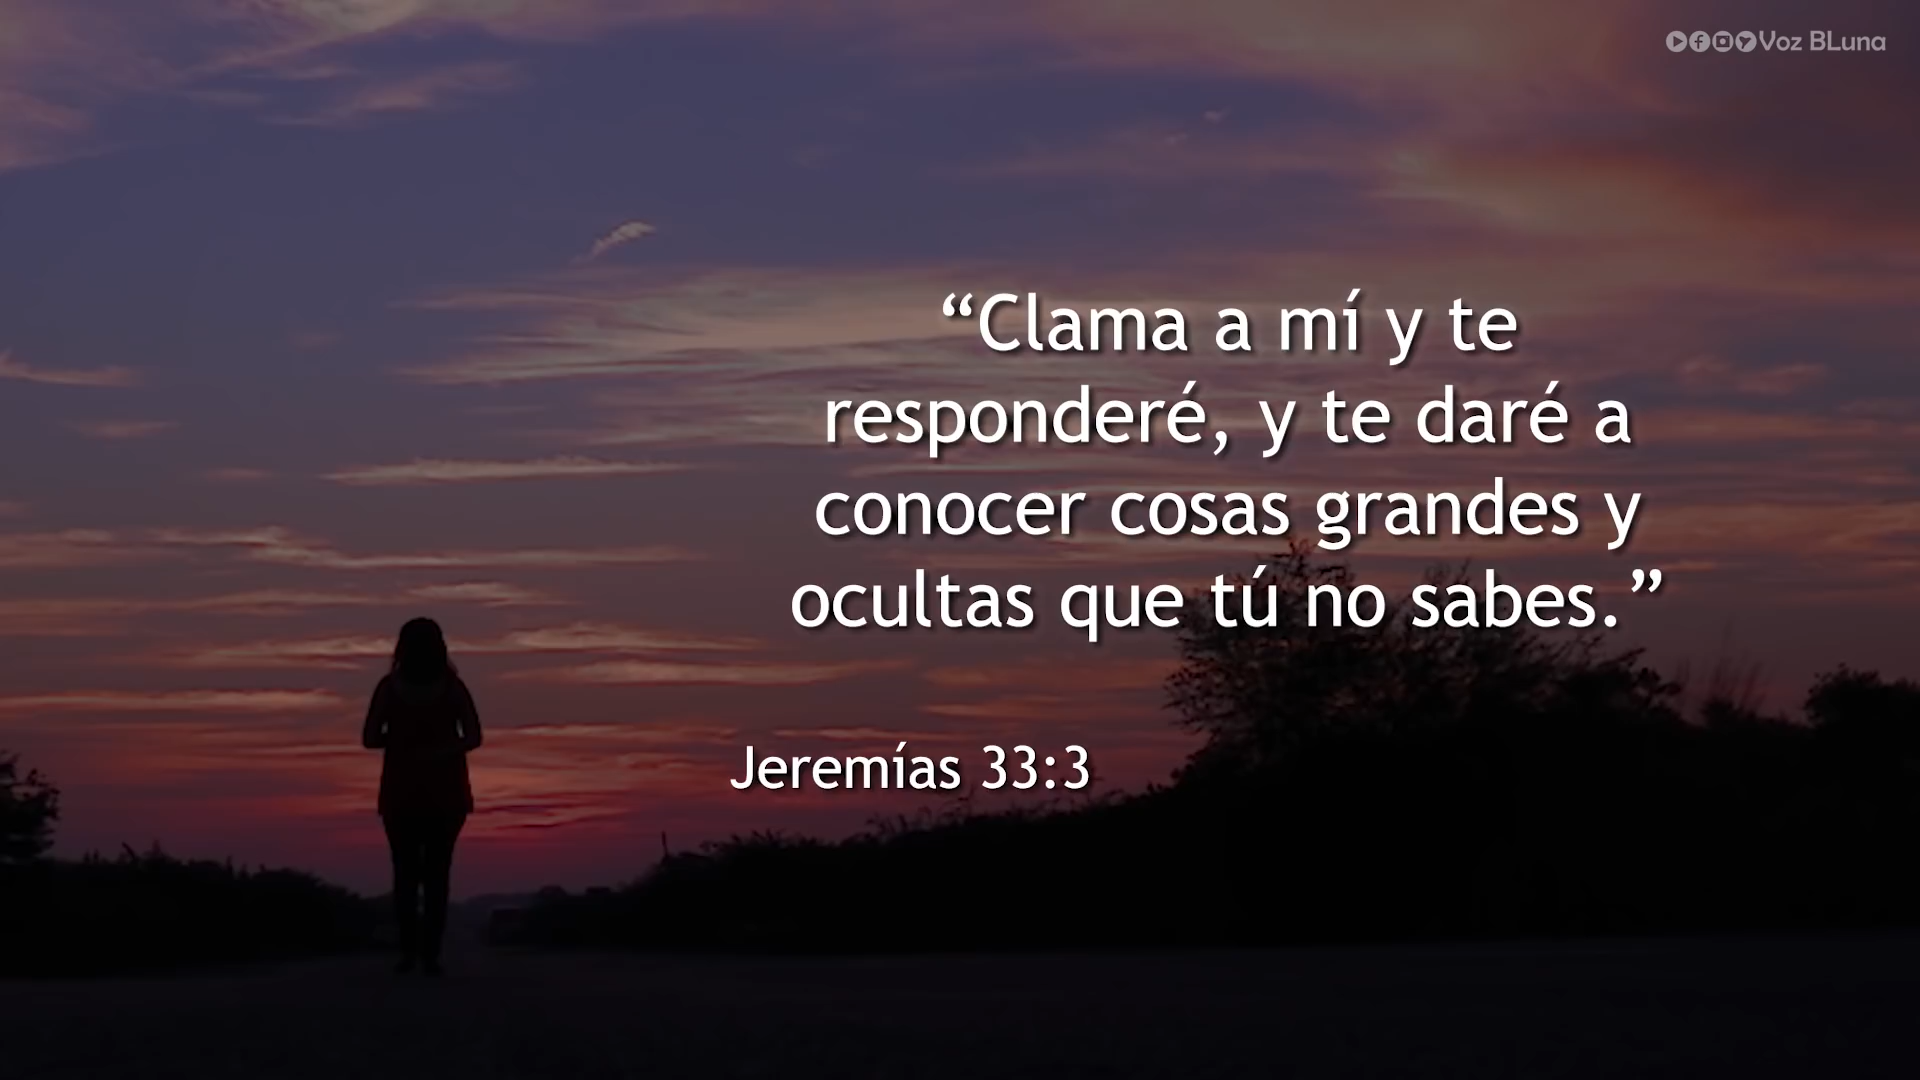 Voz BLuna
“Clama a mí y te
responderé, y te daré a
conocer cosas grandes y
ocultas que tú no sabes.”
Jeremías 33:3